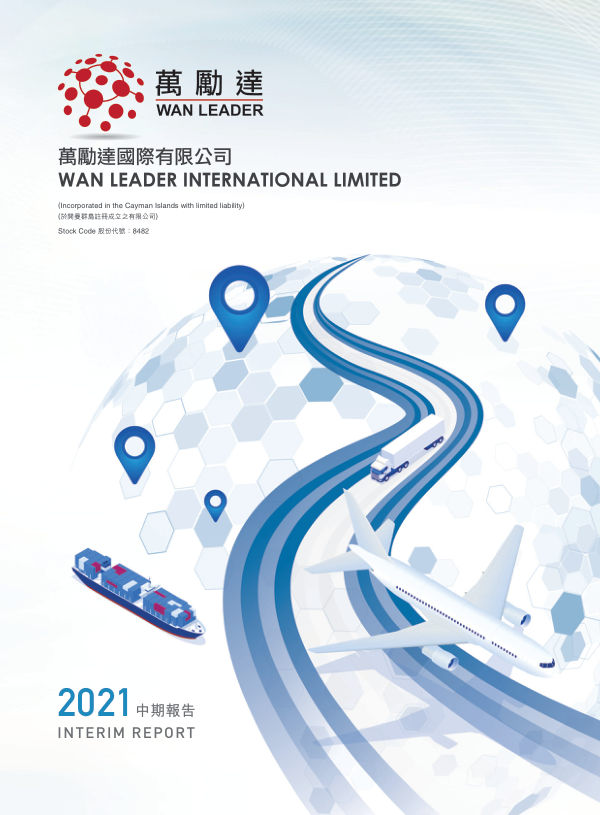 萬勵達
WAN LEADER
萬勵達國際有限公司
WAN LEADER INTERNATIONAL LIMITED
(Incorporated in the Cayman Islands with limited liability)
(於開曼群島註冊成立之有限公司)
Stock Code 股份代號：8482
2021 中期報告
INTERIM REPORT